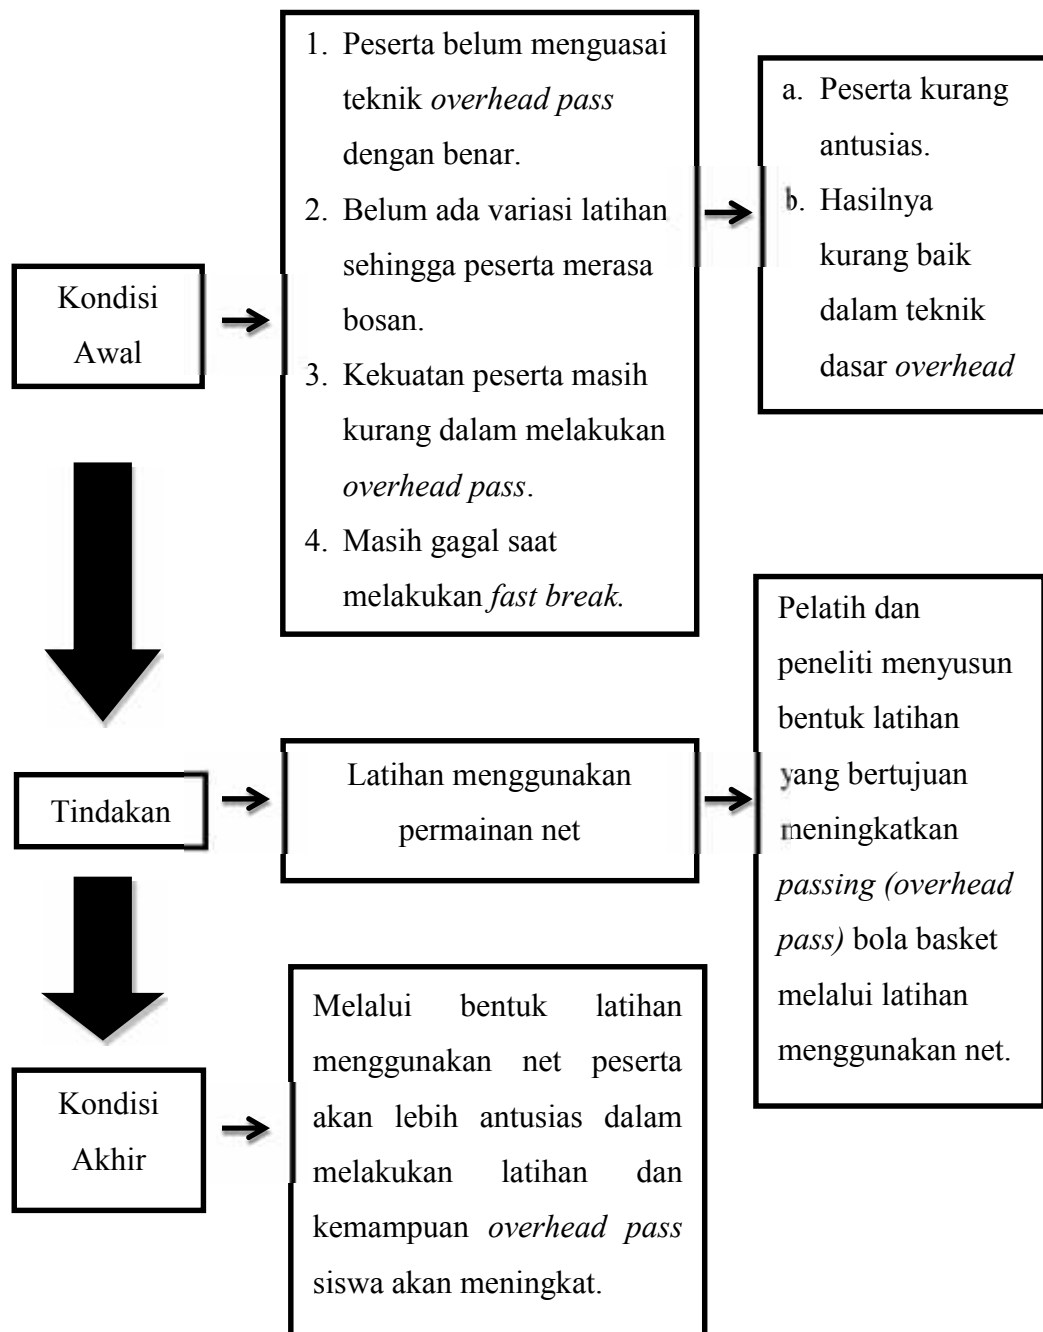 Kondisi
Awal
1. Peserta belum menguasai
teknik overhead pass
dengan benar.
2. Belum ada variasi latihan
sehingga peserta merasa
bosan.
3. Kekuatan peserta masih
kurang dalam melakukan
overhead pass.
4. Masih gagal saat
melakukan fast break.
a. Peserta kurang
antusias.
b. Hasilnya
kurang baik
dalam teknik
dasar overhead
Tindakan
Latihan menggunakan
permainan net
Pelatih dan
peneliti menyusun
bentuk latihan
yang bertujuan
meningkatkan
passing (overhead
pass) bola basket
melalui latihan
menggunakan net.
Kondisi
Akhir
Melalui bentuk latihan
menggunakan net peserta
akan lebih antusias dalam
melakukan latihan dan
kemampuan overhead pass
siswa akan meningkat.